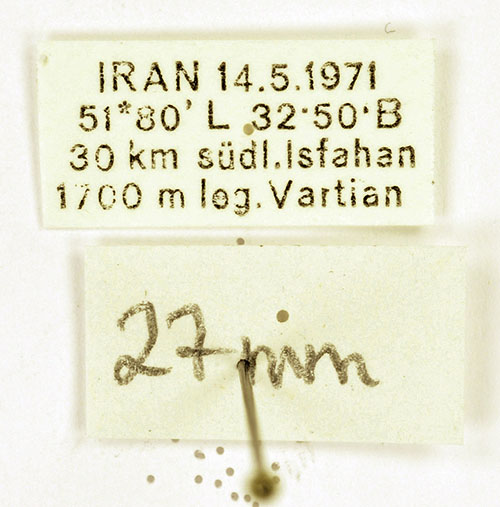 IRAN 14.5.1971
51°80' L 32·50·B
30 km südl.Isfahan
1700 m leg.Vartian
27 mm